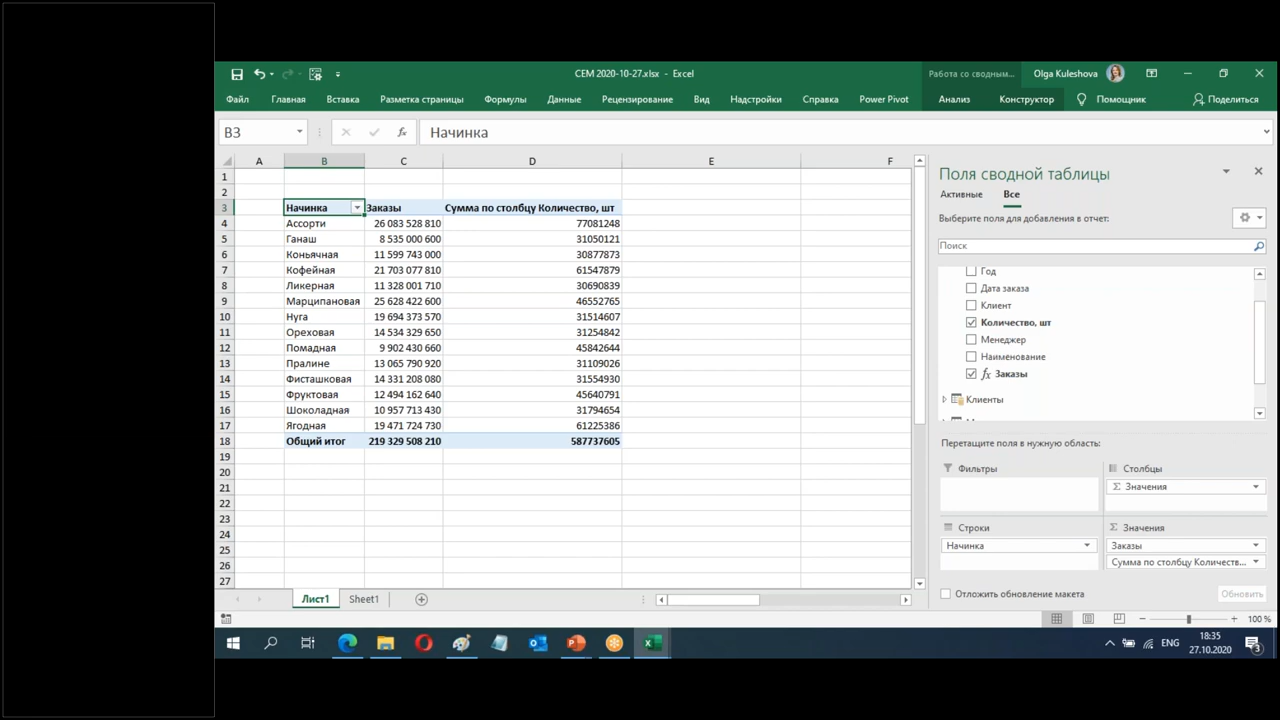 CEM 2020-10-27.xlsx - Excel
Работа со сводным...
Olga Kuleshova
Файл Главная Вставка Разметка страницы Формулы Данные Рецензирование Вид Надстройки Справка Power Pivot Анализ Конструктор Помощник Поделиться
B3 fx Начинка
A B C D E F
1
2
3 Начинка Заказы Сумма по столбцу Количество, шт
4 Ассорти 26 083 528 810 77081248
5 Ганаш 8 535 000 600 31050121
6 Коньячная 11 599 743 000 30877873
7 Кофейная 21 703 077 810 61547879
8 Ликерная 11 328 001 710 30690839
9 Марципановая 25 628 422 600 46552765
10 Нуга 19 694 373 570 31514607
11 Ореховая 14 534 329 650 31254842
12 Помадная 9 902 430 660 45842644
13 Пралине 13 065 790 920 31109026
14 Фисташковая 14 331 208 080 31554930
15 Фруктовая 12 494 162 640 45640791
16 Шоколадная 10 957 713 430 31794654
17 Ягодная 19 471 724 730 61225386
18 Общий итог 219 329 508 210 587737605
19
20
21
22
23
24
25
26
27
Поля сводной таблицы
Активные Все
Выберите поля для добавления в отчет:
Поиск
Год
Дата заказа
Клиент
Количество, шт
Менеджер
Наименование
fx Заказы
Клиенты
Перетащите поля в нужную область:
Фильтры
Столбцы
Σ Значения
Строки
Начинка
Σ Значения
Заказы
Сумма по столбцу Количеств...
Отложить обновление макета
Обновить
Лист1 Sheet1
100 %
ENG
18:35
27.10.2020
3